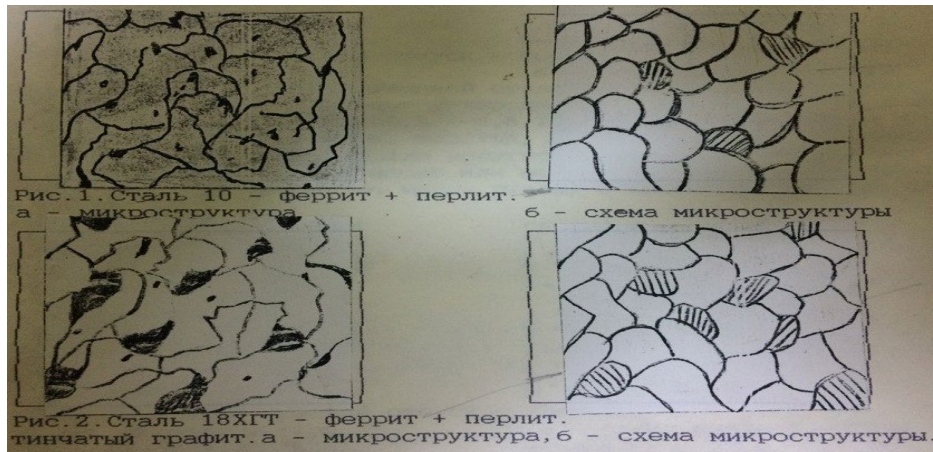 Рис.1.Сталь 10 - феррит + перлит.
а - микроструктура
б - схема микроструктуры
Рис.2.Сталь 18ХГТ - феррит + перлит.
тинчатый графит.а - микроструктура,б - схема микроструктуры.